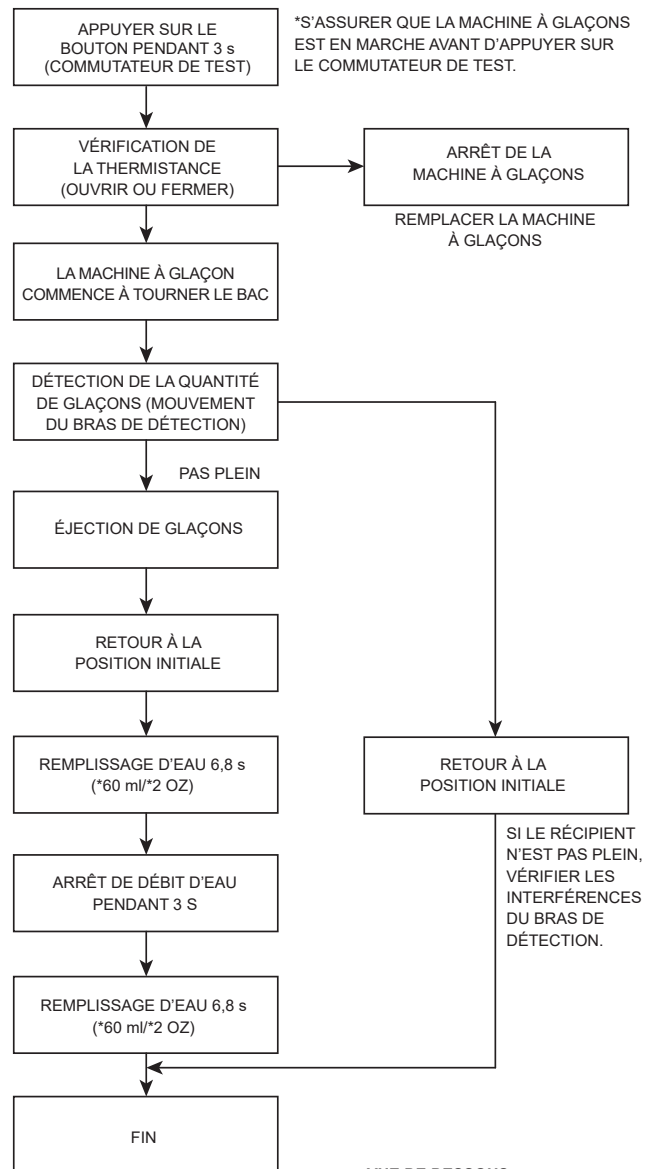 APPUYER SUR LE
BOUTON PENDANT 3 s
(COMMUTATEUR DE TEST)
*S'ASSURER QUE LA MACHINE À GLAÇONS
EST EN MARCHE AVANT D'APPUYER SUR
LE COMMUTATEUR DE TEST.
VÉRIFICATION DE
LA THERMISTANCE
(OUVRIR OU FERMER)
ARRÊT DE LA
MACHINE À GLAÇONS
REMPLACER LA MACHINE
À GLAÇONS
LA MACHINE À GLAÇON
COMMENCE À TOURNER LE BAC
DÉTECTION DE LA QUANTITÉ
DE GLAÇONS (MOUVEMENT
DU BRAS DE DÉTECTION)
PAS PLEIN
ÉJECTION DE GLAÇONS
RETOUR À LA
POSITION INITIALE
REMPLISSAGE D'EAU 6,8 s
(*60 ml/*2 OZ)
RETOUR À LA
POSITION INITIALE
SI LE RÉCIPIENT
N'EST PAS PLEIN,
VÉRIFIER LES
INTERFÉRENCES
DU BRAS DE
DÉTECTION.
ARRÊT DE DÉBIT D'EAU
PENDANT 3 S
REMPLISSAGE D'EAU 6,8 s
(*60 ml/*2 OZ)
FIN